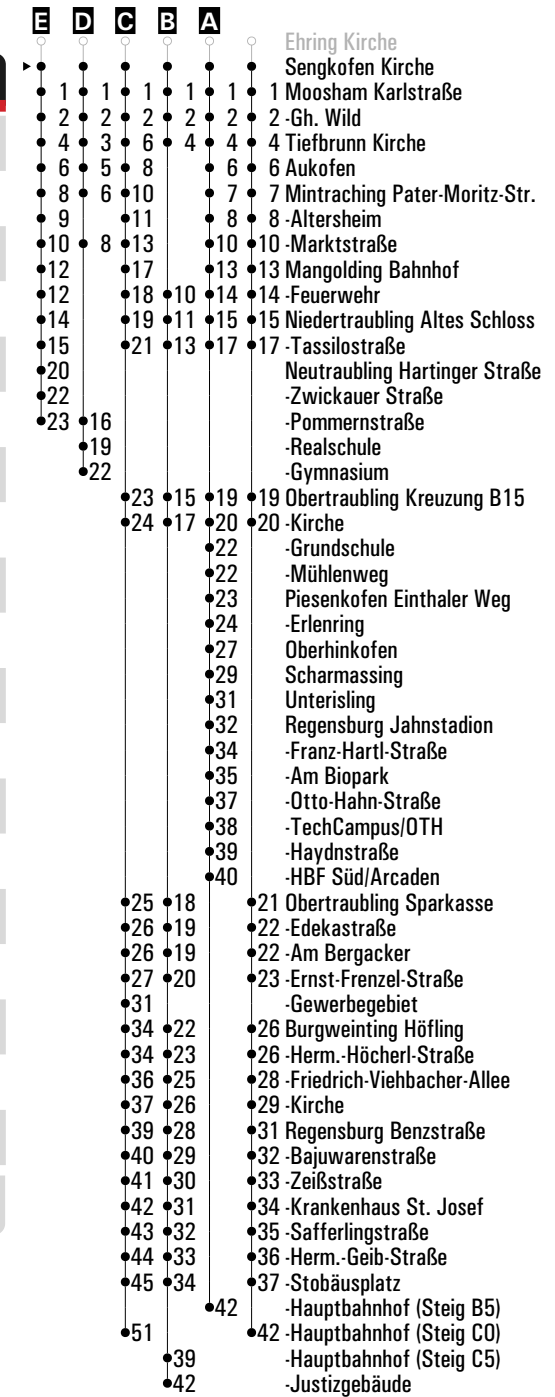 E D C B A
Ehring Kirche
Sengkofen Kirche
1 1 1 1 1 1 Moosham Karlstraße
2 2 2 2 2 2 -Gh. Wild
4 3 6 4 4 4 Tiefbrunn Kirche
6 5 8 6 6 Aukofen
8 6 10 7 7 Mintraching Pater-Moritz-Str.
9 11 8 8 -Altersheim
10 8 13 10 10 -Marktstraße
12 17 13 13 Mangolding Bahnhof
12 18 10 14 14 -Feuerwehr
14 19 11 15 15 Niedertraubling Altes Schloss
15 21 13 17 17 -Tassilostraße
20 Neutraubling Hartinger Straße
22 -Zwickauer Straße
23 16 -Pommernstraße
19 -Realschule
22 -Gymnasium
23 15 19 19 Obertraubling Kreuzung B15
24 17 20 20 -Kirche
22 -Grundschule
22 -Mühlenweg
23 Piesenkofen Einthaler Weg
24 -Erlenring
27 Oberhinkofen
29 Scharmassing
31 Unterisling
32 Regensburg Jahnstadion
34 -Franz-Hartl-Straße
35 -Am Biopark
37 -Otto-Hahn-Straße
38 -TechCampus/OTH
39 -Haydnstraße
40 -HBF Süd/Arcaden
25 18 21 Obertraubling Sparkasse
26 19 22 -Edekastraße
26 19 22 -Am Bergacker
27 20 23 -Ernst-Frenzel-Straße
31 -Gewerbegebiet
34 22 26 Burgweinting Höfling
34 23 26 -Herm.-Höcherl-Straße
36 25 28 -Friedrich-Viehbacher-Allee
37 26 29 -Kirche
39 28 31 Regensburg Benzstraße
40 29 32 -Bajuwarenstraße
41 30 33 -Zeißstraße
42 31 34 -Krankenhaus St. Josef
43 32 35 -Safferlingstraße
44 33 36 -Herm.-Geib-Straße
45 34 37 -Stobäusplatz
42 -Hauptbahnhof (Steig B5)
51 42 -Hauptbahnhof (Steig C0)
39 -Hauptbahnhof (Steig C5)
42 -Justizgebäude